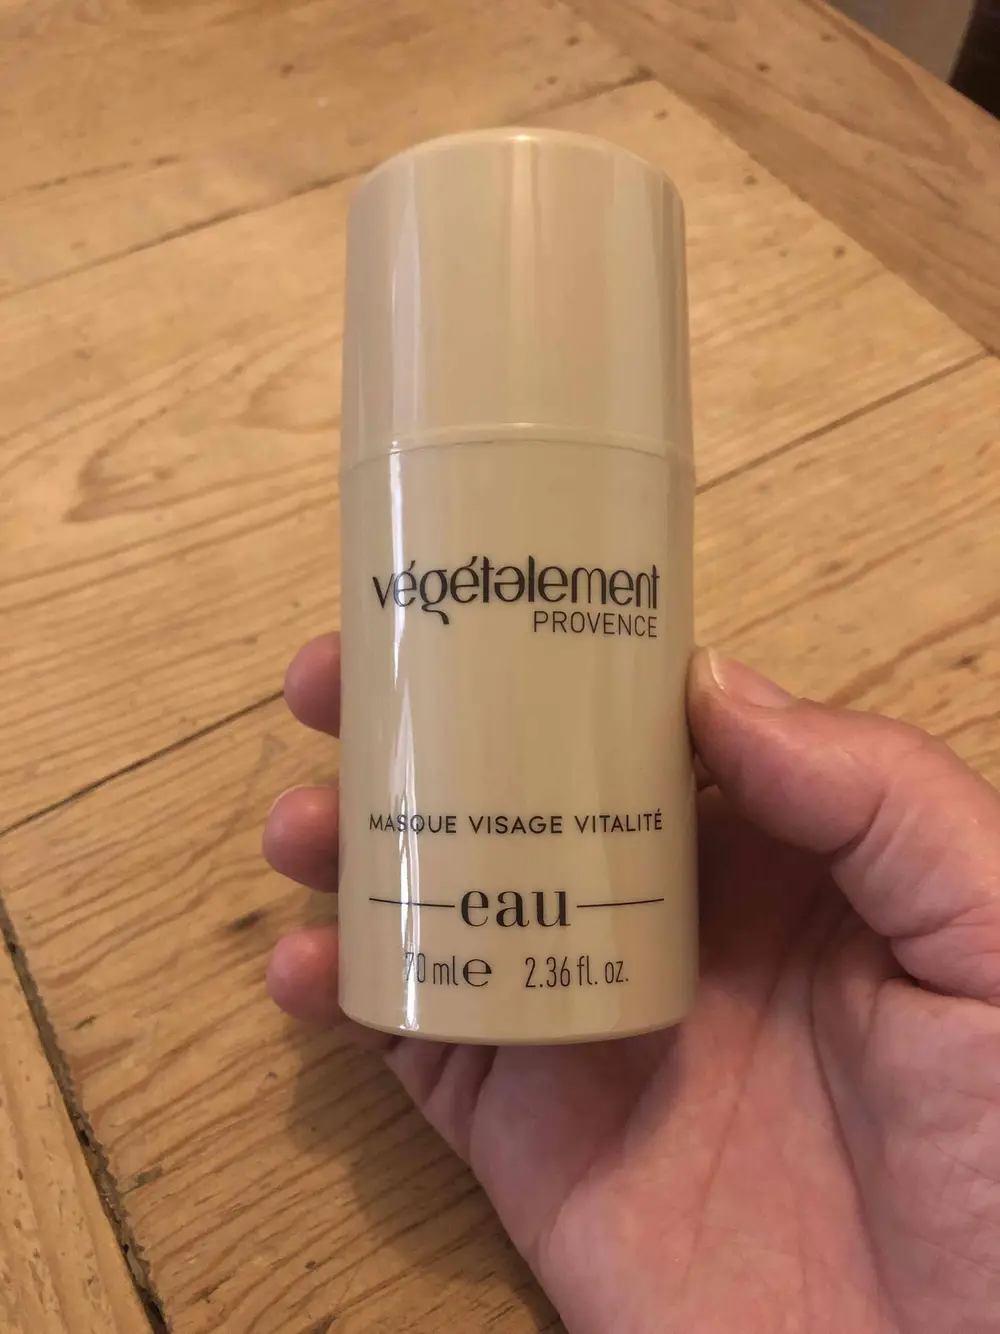 végétalement
PROVENCE
MASQUE VISAGE VITALITÉ
eau
70 ml ℮ 2.36 fl. oz.